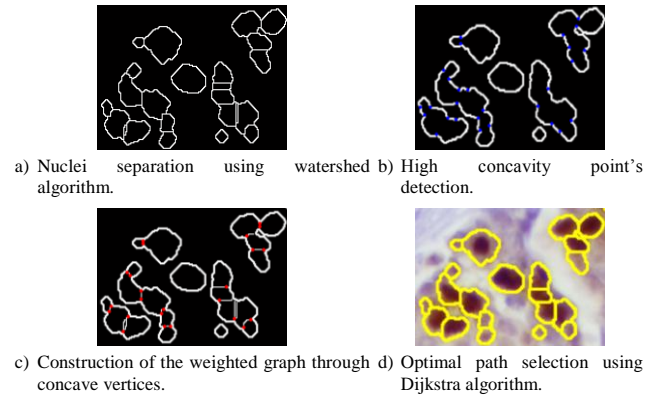 a) Nuclei separation using watershed
algorithm.
b) High concavity point's
detection.
c) Construction of the weighted graph through
concave vertices.
d) Optimal path selection using
Dijkstra algorithm.